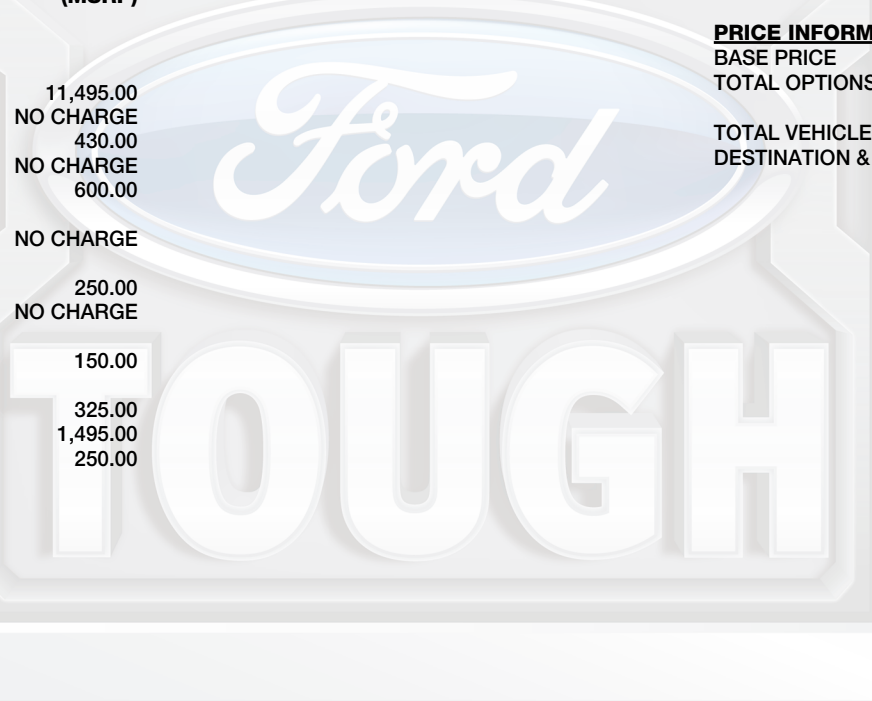 (MSRP)
11,495.00
NO CHARGE
430.00
NO CHARGE
600.00
NO CHARGE
250.00
NO CHARGE
150.00
325.00
1,495.00
250.00
PRICE INFORM
BASE PRICE
TOTAL OPTIONS
TOTAL VEHICLE
DESTINATION &
Ford
TOUGH